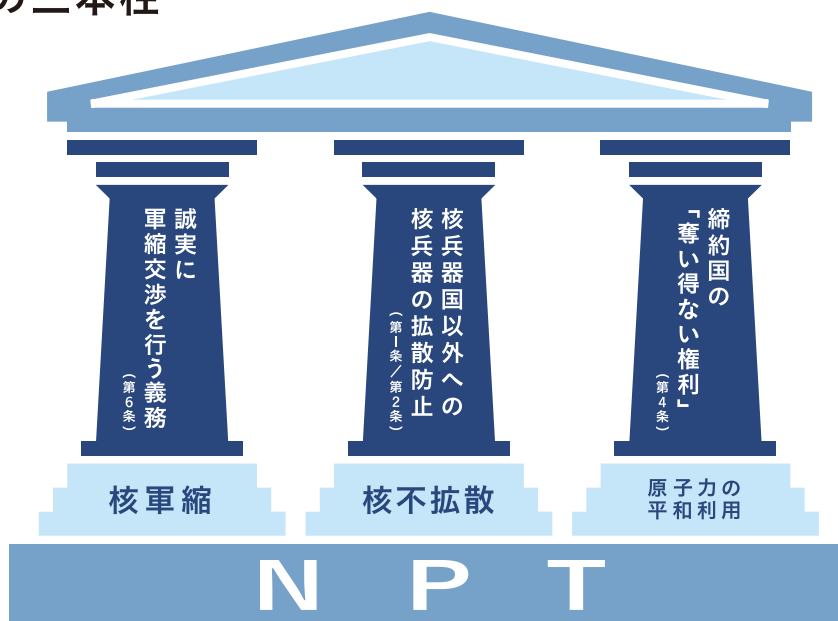 の三本柱
誠実に
軍縮交渉を行う義務
(第6条)
核兵器国以外への
核兵器の拡散防止
(第1条/第2条)
締約国の
「奪い得ない権利」
(第4条)
核軍縮
核不拡散
原子力の
平和利用
NPT